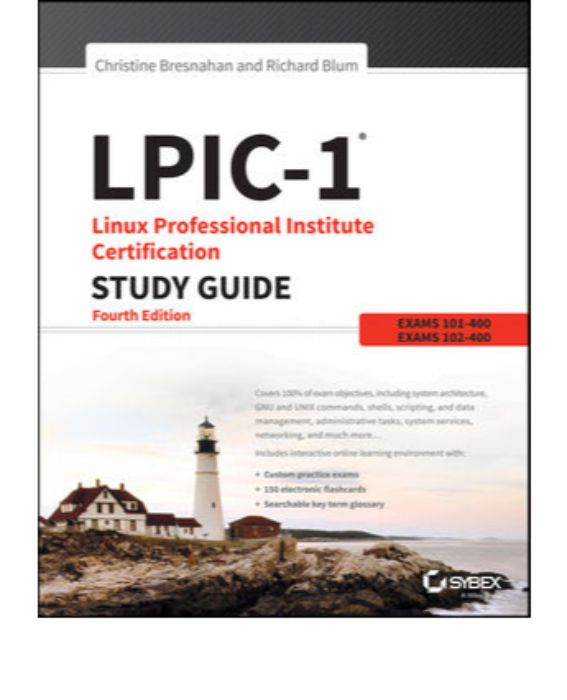 Christine Bresnahan and Richard Blum
LPIC-1®
Linux Professional Institute
Certification
STUDY GUIDE
Fourth Edition
EXAMS 101-400
EXAMS 102-400
Covers 100% of exam objectives, including system architecture,
GNU and UNIX commands, shells, scripting, and data
management, administrative tasks, system services,
networking, and much more…
Includes interactive online learning environment with:
+ Custom practice exams
+ 150 electronic flashcards
+ Searchable key term glossary
SYBEX
A Wiley